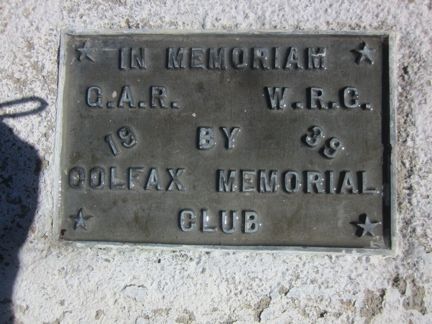 IN MEMORIAM
G.A.R. W.R.C.
19 BY 39
COLFAX MEMORIAL
CLUB